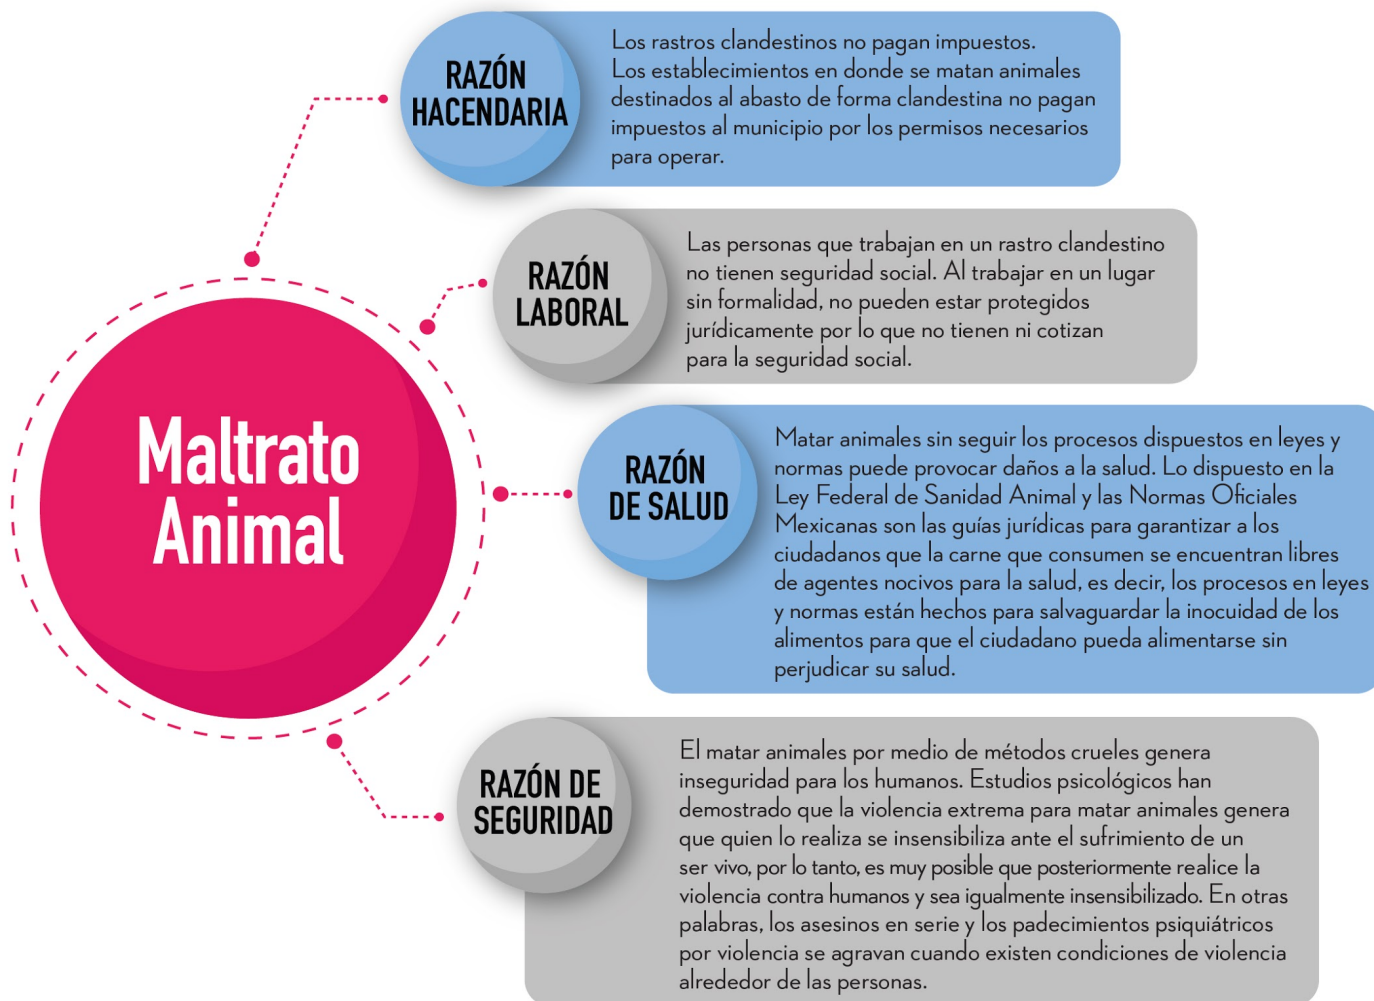 Maltrato
Animal
RAZÓN
HACENDARIA
Los rastros clandestinos no pagan impuestos.
Los establecimientos en donde se matan animales
destinados al abasto de forma clandestina no pagan
impuestos al municipio por los permisos necesarios
para operar.
RAZÓN
LABORAL
Las personas que trabajan en un rastro clandestino
no tienen seguridad social. Al trabajar en un lugar
sin formalidad, no pueden estar protegidos
jurídicamente por lo que no tienen ni cotizan
para la seguridad social.
RAZÓN
DE SALUD
Matar animales sin seguir los procesos dispuestos en leyes y
normas puede provocar daños a la salud. Lo dispuesto en la
Ley Federal de Sanidad Animal y las Normas Oficiales
Mexicanas son las guías jurídicas para garantizar a los
ciudadanos que la carne que consumen se encuentran libres
de agentes nocivos para la salud, es decir, los procesos en leyes
y normas están hechos para salvaguardar la inocuidad de los
alimentos para que el ciudadano pueda alimentarse sin
perjudicar su salud.
RAZÓN DE
SEGURIDAD
El matar animales por medio de métodos crueles genera
inseguridad para los humanos. Estudios psicológicos han
demostrado que la violencia extrema para matar animales genera
que quien lo realiza se insensibiliza ante el sufrimiento de un
ser vivo, por lo tanto, es muy posible que posteriormente realice la
violencia contra humanos y sea igualmente insensibilizado. En otras
palabras, los asesinos en serie y los padecimientos psiquiátricos
por violencia se agravan cuando existen condiciones de violencia
alrededor de las personas.